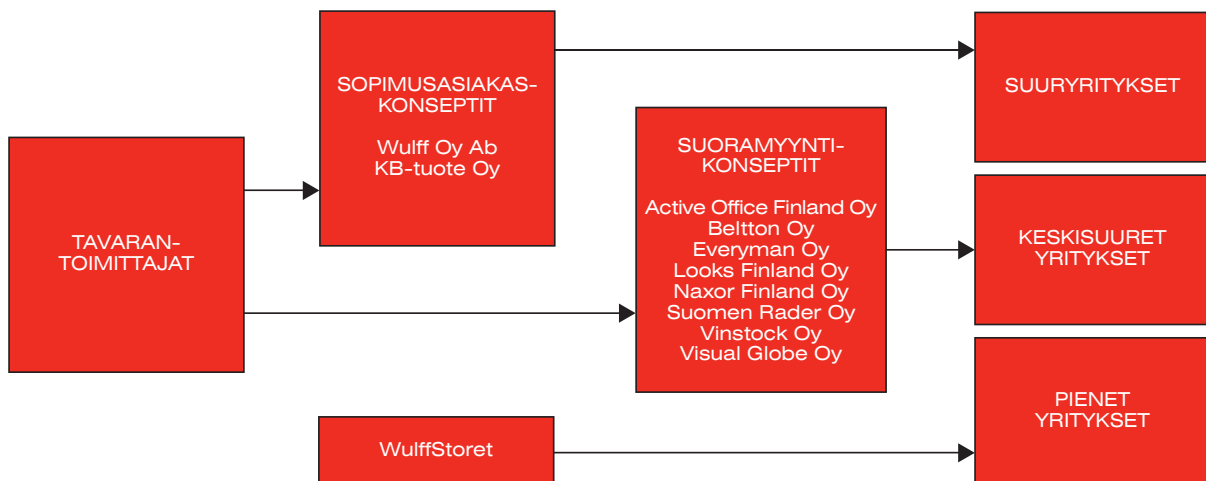 TAVARAN-
TOIMITTAJAT
SOPIMUSASIAKAS-
KONSEPTIT
Wulff Oy Ab
KB-tuote Oy
SUORAMYYNTI-
KONSEPTIT
Active Office Finland Oy
Beltton Oy
Everyman Oy
Looks Finland Oy
Naxor Finland Oy
Suomen Rader Oy
Vinstock Oy
Visual Globe Oy
WulffStoret
SUURYRITYKSET
KESKISUURET
YRITYKSET
PIENET
YRITYKSET